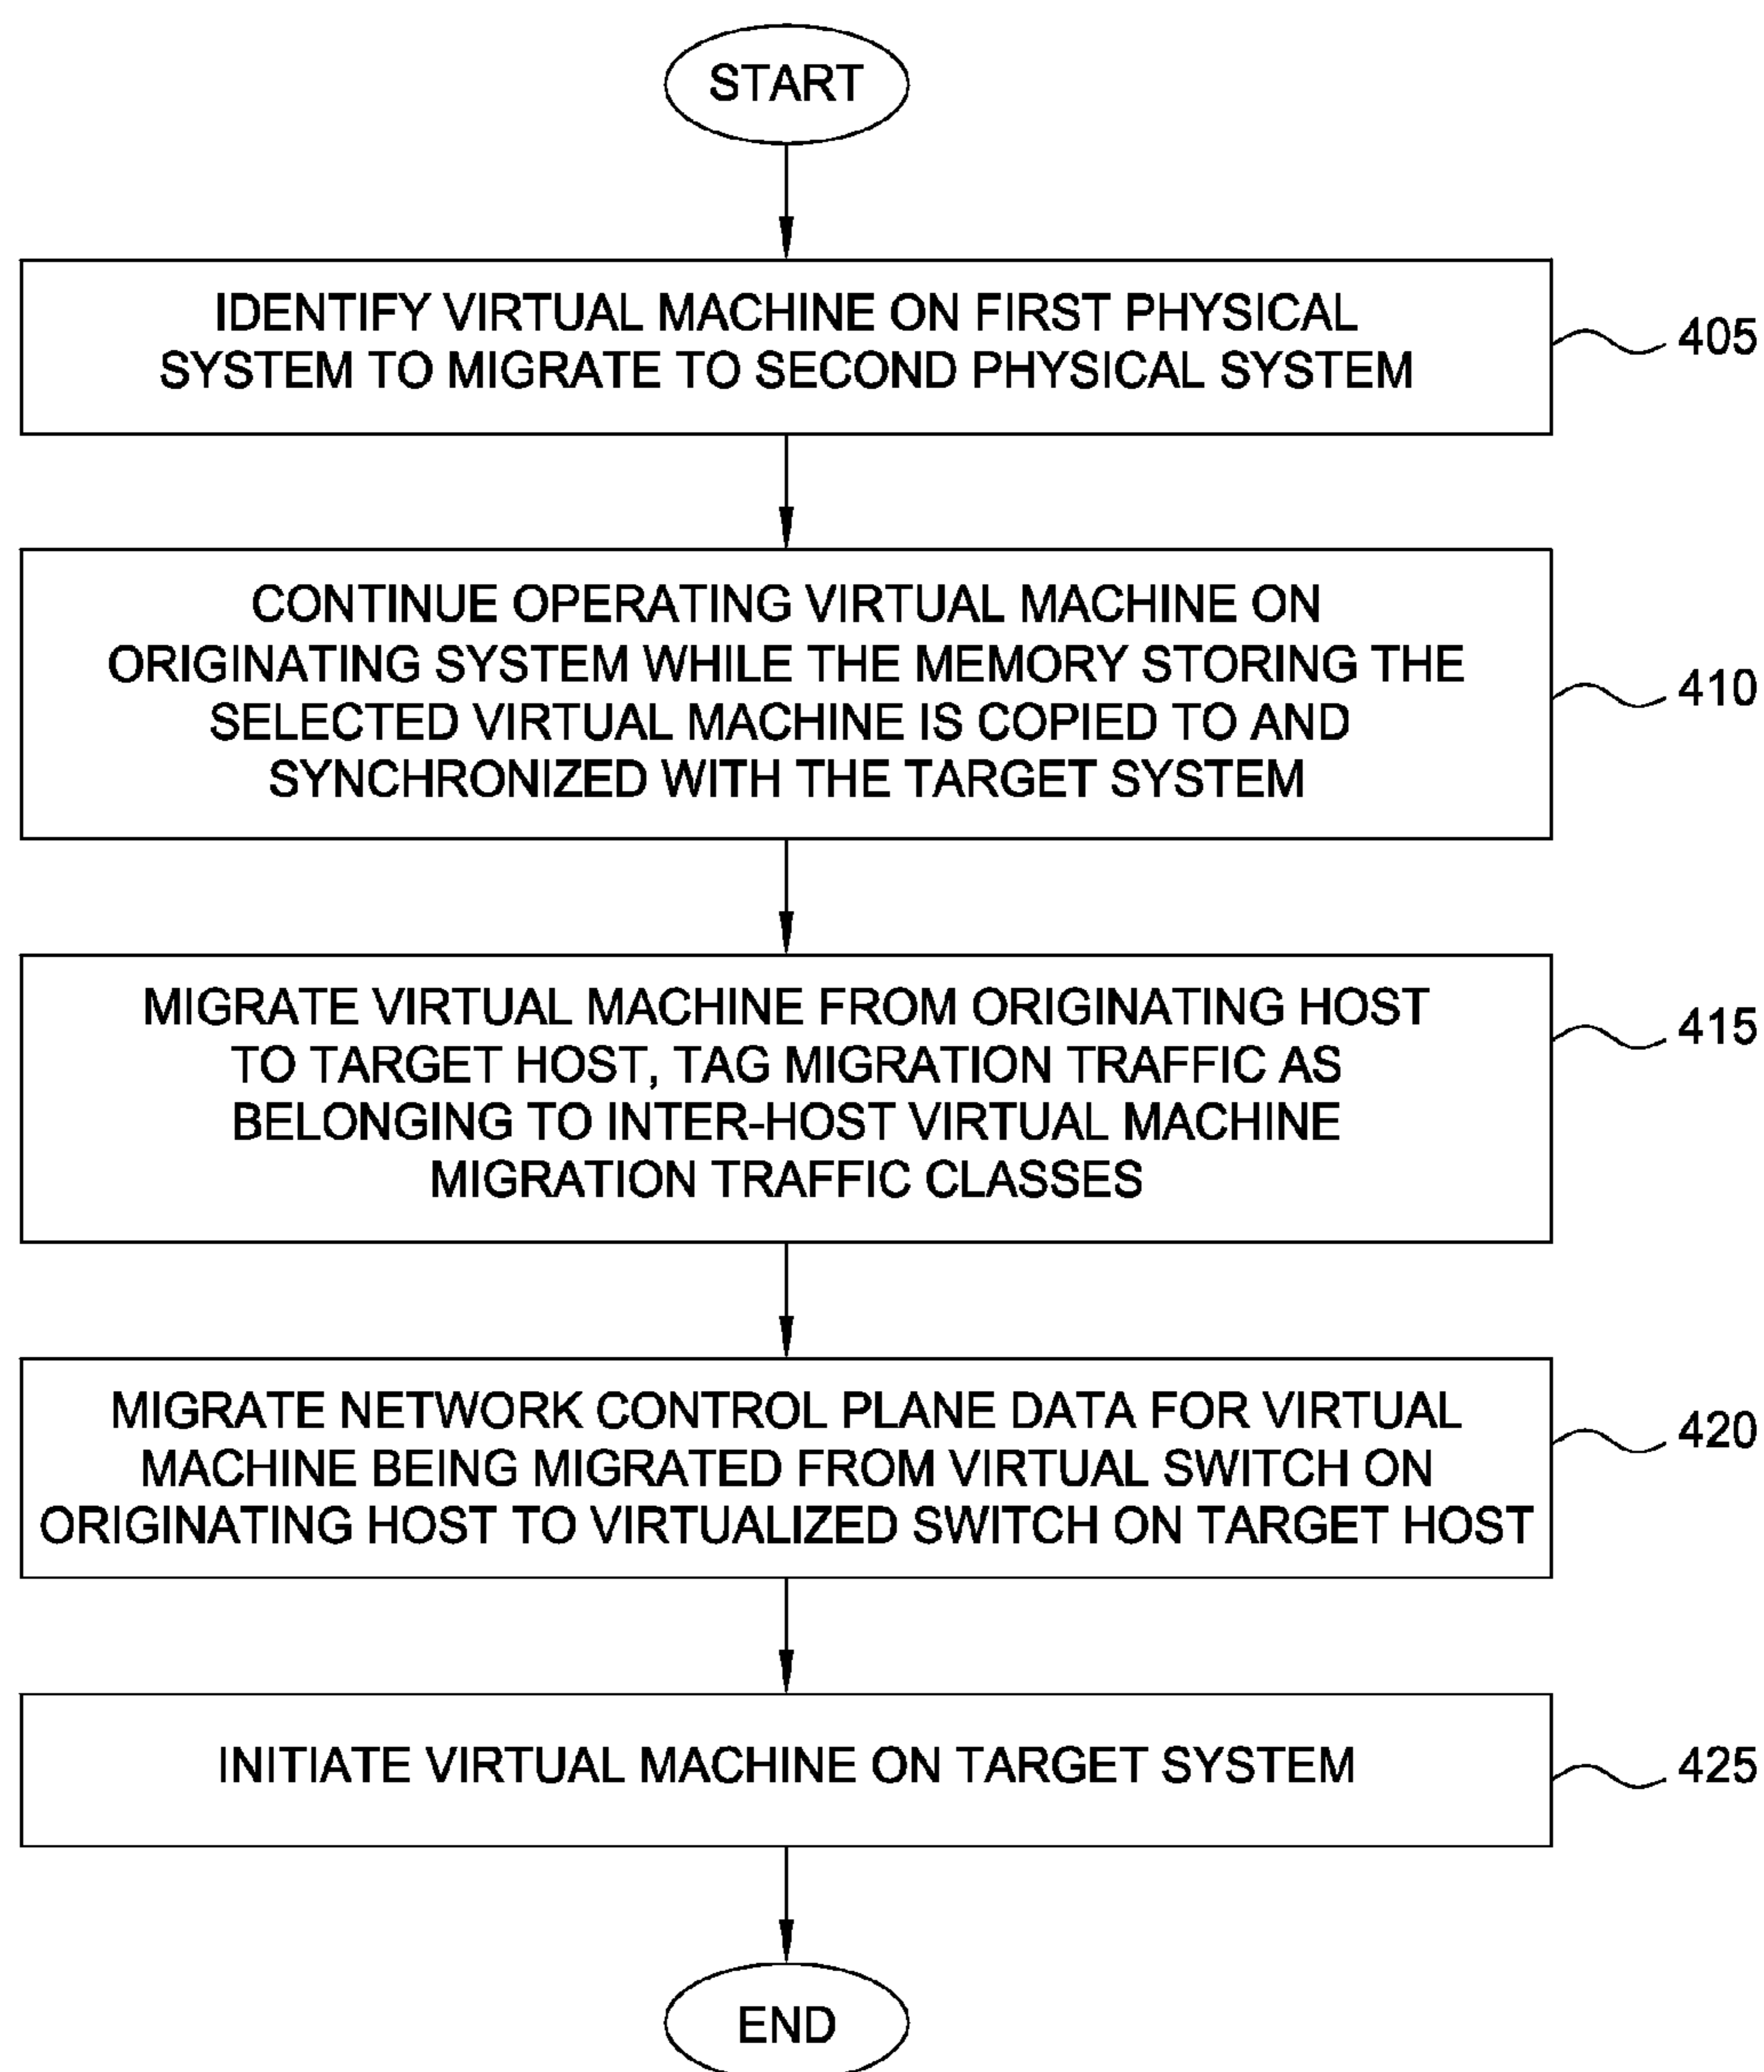 START
IDENTIFY VIRTUAL MACHINE ON FIRST PHYSICAL
SYSTEM TO MIGRATE TO SECOND PHYSICAL SYSTEM
405
CONTINUE OPERATING VIRTUAL MACHINE ON
ORIGINATING SYSTEM WHILE THE MEMORY STORING THE
SELECTED VIRTUAL MACHINE IS COPIED TO AND
SYNCHRONIZED WITH THE TARGET SYSTEM
410
MIGRATE VIRTUAL MACHINE FROM ORIGINATING HOST
TO TARGET HOST, TAG MIGRATION TRAFFIC AS
BELONGING TO INTER-HOST VIRTUAL MACHINE
MIGRATION TRAFFIC CLASSES
415
MIGRATE NETWORK CONTROL PLANE DATA FOR VIRTUAL
MACHINE BEING MIGRATED FROM VIRTUAL SWITCH ON
ORIGINATING HOST TO VIRTUALIZED SWITCH ON TARGET HOST
420
INITIATE VIRTUAL MACHINE ON TARGET SYSTEM
425
END